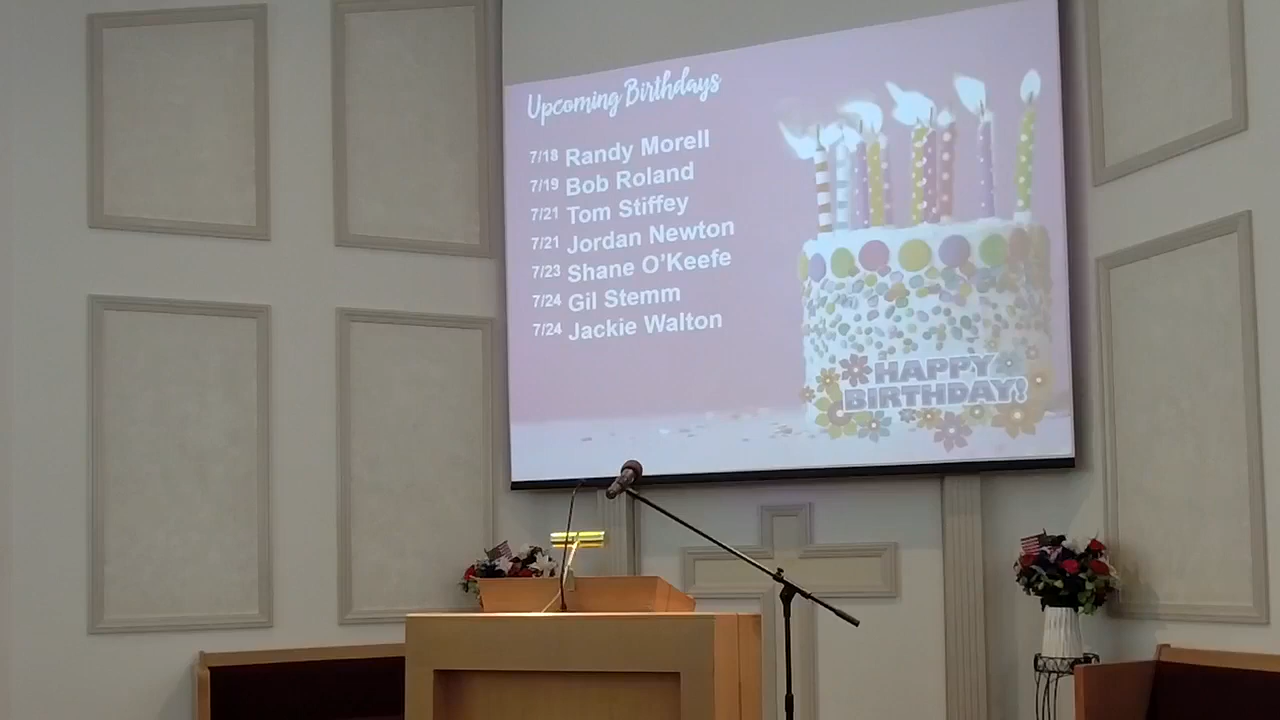 Upcoming Birthdays
7/18 Randy Morell
7/19 Bob Roland
7/21 Tom Stiffey
7/21 Jordan Newton
7/23 Shane O'Keefe
7/24 Gil Stemm
7/24 Jackie Walton
HAPPY
BIRTHDAY!